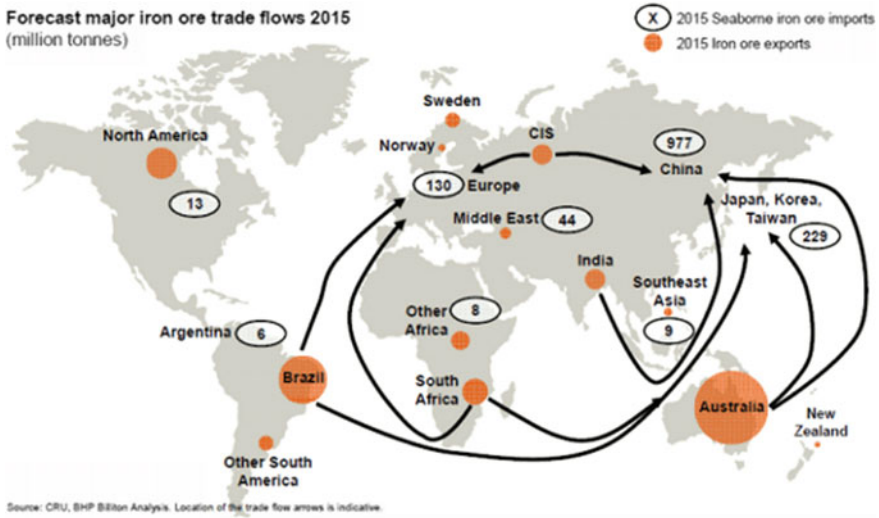 Forecast major iron ore trade flows 2015
(million tonnes)
X 2015 Seaborne iron ore imports
2015 Iron ore exports
Sweden
North America
CIS
Norway
977
China
130 Europe
13
Japan, Korea,
Taiwan
Middle East 44
229
India
Southeast
Asia
Other
Africa
8
Argentina 6
9
Brazil
South
Africa
Australia
New
Zealand
Other South
America
Source: CRU, BHP Billiton Analysis. Location of the trade flow arrows is indicative.